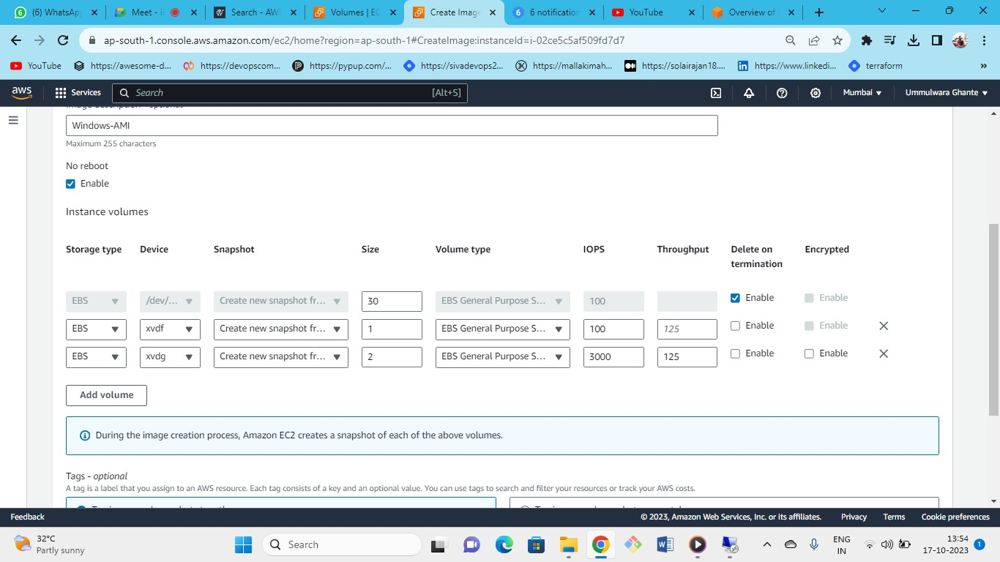 (6) WhatsAp
Meet - ii
Search - AW
Volumes | EC
Create Image
6 notification
YouTube
Overview of
ap-south-1.console.aws.amazon.com/ec2/home?region=ap-south-1#CreateImage:instanceId=i-02ce5c5af509fd7d7
YouTube
https://awesome-d...
https://devopscom...
https://pypup.com/...
https://sivadevops2...
https://mallakimah...
https://solairajan18....
https://www.linkedi...
terraform
aws
Services
Search
[Alt+S]
Mumbai
Ummulwara Ghante
Image description - optional
Windows-AMI
Maximum 255 characters
No reboot
Enable
Instance volumes
Storage type Device Snapshot Size Volume type IOPS Throughput Delete on termination Encrypted
EBS /dev/... Create new snapshot fr... 30 EBS General Purpose S... 100 Enable Enable
EBS xvdf Create new snapshot fr... 1 EBS General Purpose S... 100 125 Enable Enable
EBS xvdg Create new snapshot fr... 2 EBS General Purpose S... 3000 125 Enable Enable
Add volume
During the image creation process, Amazon EC2 creates a snapshot of each of the above volumes.
Tags - optional
A tag is a label that you assign to an AWS resource. Each tag consists of a key and an optional value. You can use tags to search and filter your resources or track your AWS costs.
Feedback
© 2023, Amazon Web Services, Inc. or its affiliates.
Privacy
Terms
Cookie preferences
32°C
Partly sunny
Search
ENG
IN
13:54
17-10-2023
1